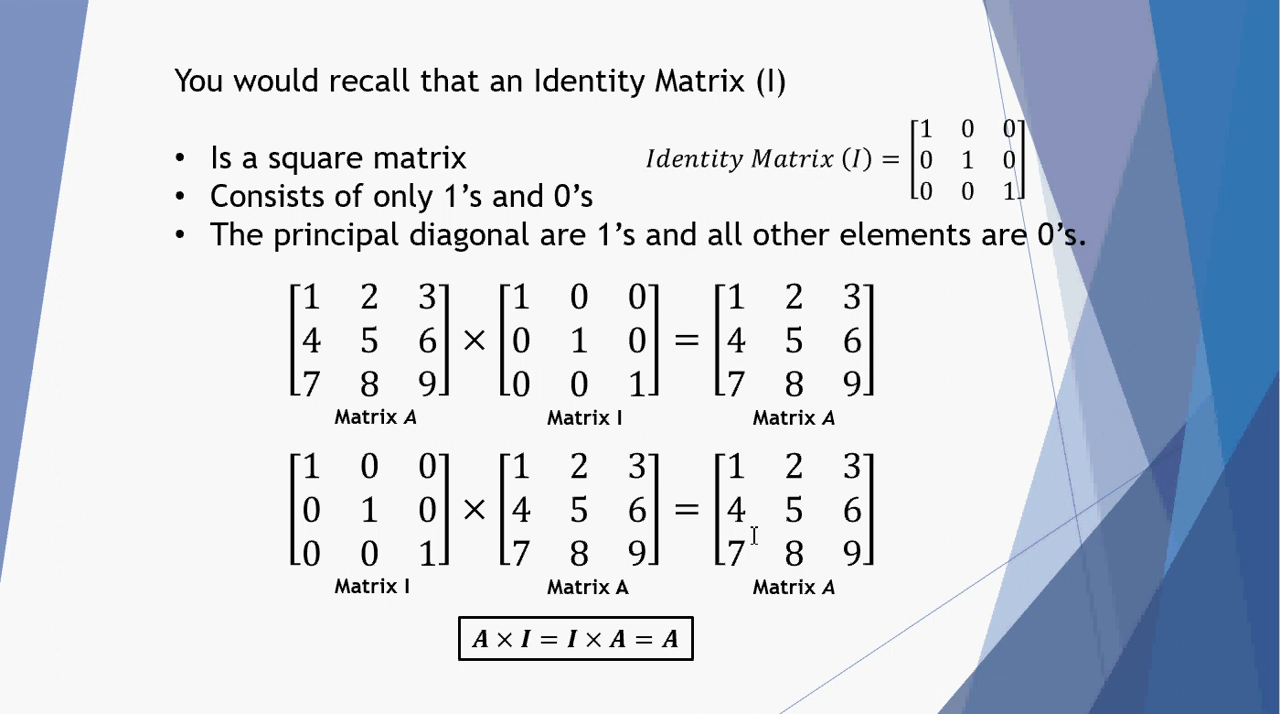 You would recall that an Identity Matrix (I)
• Is a square matrix
Identity Matrix (I) = [1 0 0
0 1 0
0 0 1]
• Consists of only 1's and 0's
• The principal diagonal are 1's and all other elements are 0's.
[1 2 3] [1 0 0] [1 2 3]
[4 5 6] × [0 1 0] = [4 5 6]
[7 8 9] [0 0 1] [7 8 9]
Matrix A Matrix I Matrix A
[1 0 0] [1 2 3] [1 2 3]
[0 1 0] × [4 5 6] = [4 5 6]
[0 0 1] [7 8 9] [7 8 9]
Matrix I Matrix A Matrix A
A × I = I × A = A